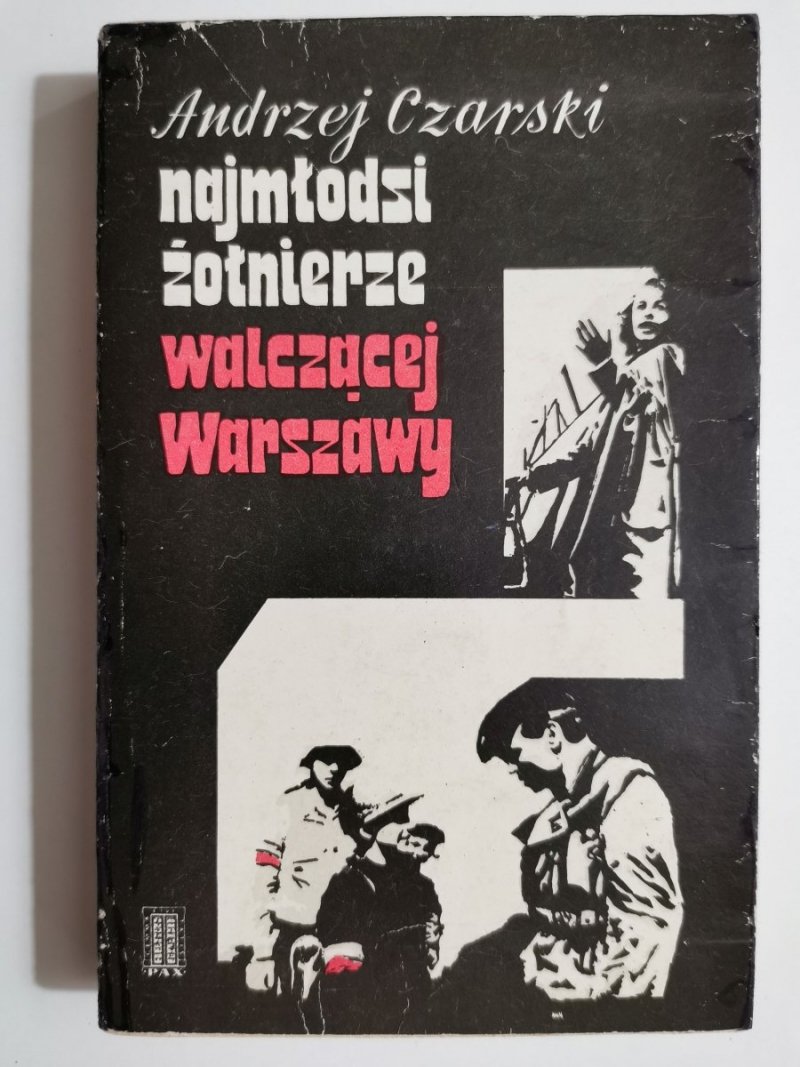 Andrzej Czarski
najmłodsi
żołnierze
walczącej
Warszawy
PAX